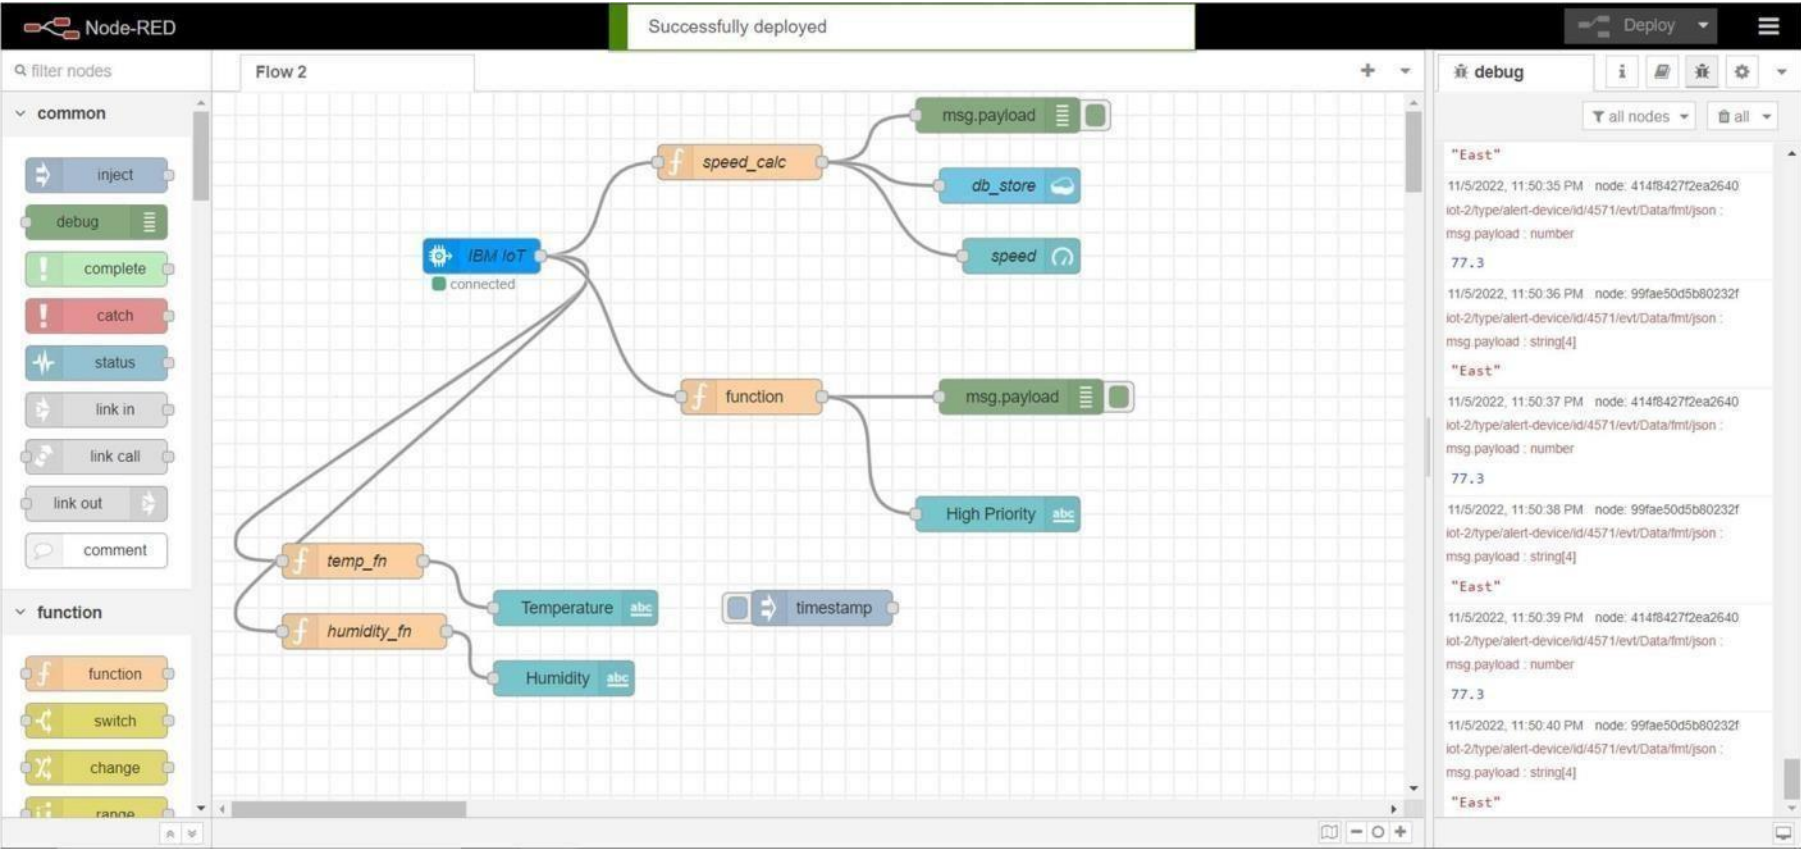 Node-RED
Successfully deployed
Deploy
filter nodes
Flow 2
debug
common
all nodes
all
inject
debug
complete
catch
status
link in
link call
link out
comment
function
function
switch
change
range
msg.payload
speed_calc
db_store
IBM IoT
connected
speed
function
msg.payload
High Priority abc
temp_fn
Temperature abc
timestamp
humidity_fn
Humidity abc
"East"
11/5/2022, 11:50:35 PM node: 414f8427f2ea2640
iot-2/type/alert-device/id/4571/evt/Data/fmt/json :
msg.payload : number
77.3
11/5/2022, 11:50:36 PM node: 99fae50d5b80232f
iot-2/type/alert-device/id/4571/evt/Data/fmt/json :
msg.payload : string[4]
"East"
11/5/2022, 11:50:37 PM node: 414f8427f2ea2640
iot-2/type/alert-device/id/4571/evt/Data/fmt/json :
msg.payload : number
77.3
11/5/2022, 11:50:38 PM node: 99fae50d5b80232f
iot-2/type/alert-device/id/4571/evt/Data/fmt/json :
msg.payload : string[4]
"East"
11/5/2022, 11:50:39 PM node: 414f8427f2ea2640
iot-2/type/alert-device/id/4571/evt/Data/fmt/json :
msg.payload : number
77.3
11/5/2022, 11:50:40 PM node: 99fae50d5b80232f
iot-2/type/alert-device/id/4571/evt/Data/fmt/json :
msg.payload : string[4]
"East"